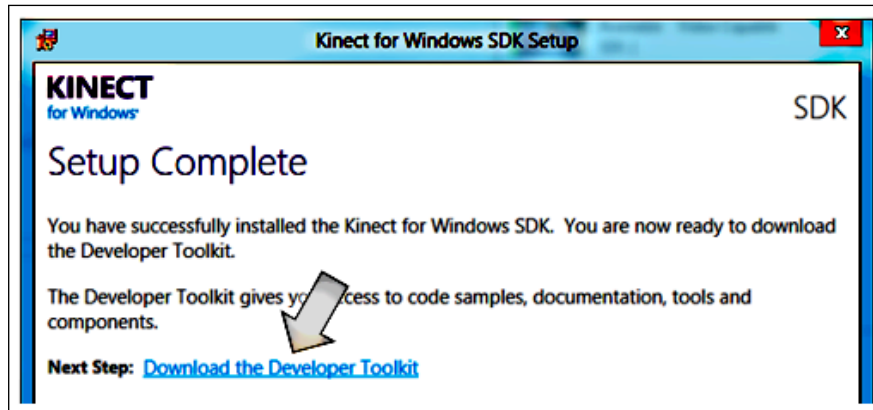 Kinect for Windows SDK Setup
x
KINECT
for Windows
SDK
Setup Complete
You have successfully installed the Kinect for Windows SDK. You are now ready to download
the Developer Toolkit.
The Developer Toolkit gives access to code samples, documentation, tools and
components.
Next Step: Download the Developer Toolkit